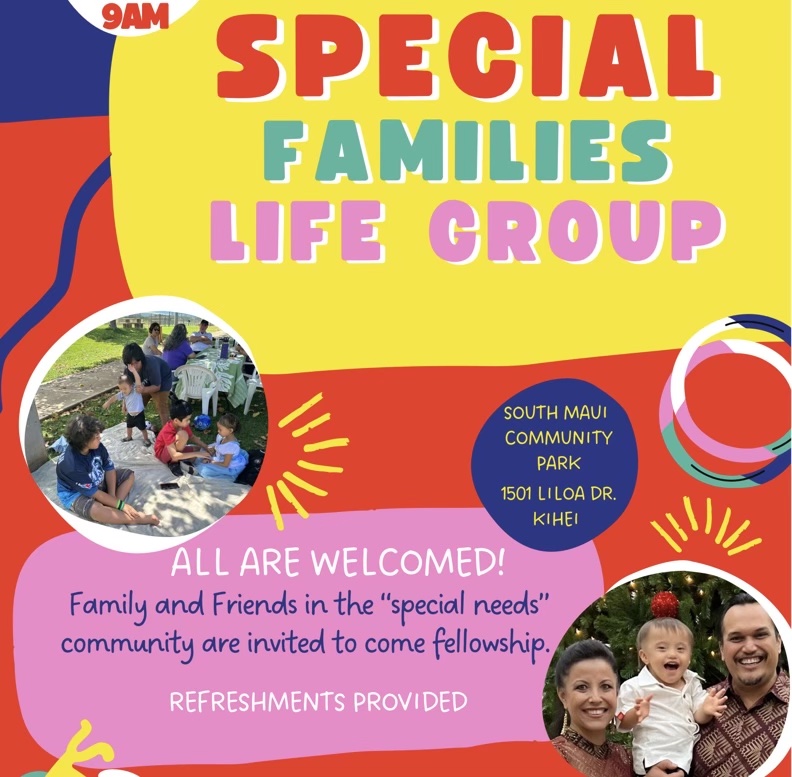 9AM
SPECIAL
FAMILIES
LIFE GROUP
SOUTH MAUI
COMMUNITY
PARK
1501 LILOA DR.
KIHEI
ALL ARE WELCOMED!
Family and Friends in the “special needs”
community are invited to come fellowship.
REFRESHMENTS PROVIDED